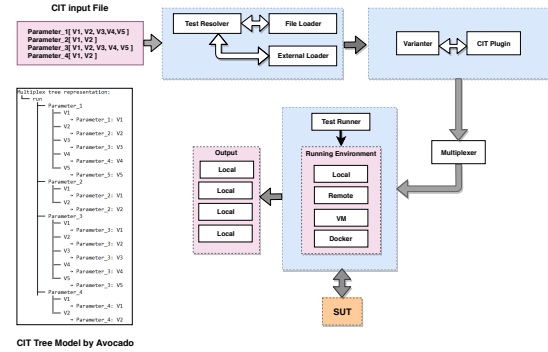 CIT input File
Parameter_1[ V1, V2, V3,V4,V5 ]
Parameter_2[ V1, V2 ]
Parameter_3[ V1, V2, V3, V4, V5 ]
Parameter_4[ V1, V2 ]
Test Resolver
File Loader
External Loader
Varianter
CIT Plugin
Multiplex tree representation:
run
Parameter_1
V1
→ Parameter_1: V1
V2
→ Parameter_2: V2
V3
→ Parameter_3: V3
V4
→ Parameter_4: V4
V5
→ Parameter_5: V5
Parameter_2
V1
→ Parameter_2: V1
V2
→ Parameter_2: V2
Parameter_3
V1
→ Parameter_3: V1
V2
→ Parameter_3: V2
V3
→ Parameter_3: V3
V4
→ Parameter_3: V4
V5
→ Parameter_3: V5
Parameter_4
V1
→ Parameter_4: V1
V2
→ Parameter_4: V2
Test Runner
Output
Local
Local
Local
Local
Running Environment
Local
Remote
VM
Docker
Multiplexer
SUT
CIT Tree Model by Avocado